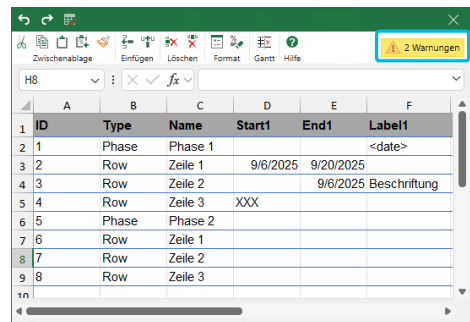 2 Warnungen
Zwischenablage Einfügen Löschen Format Gantt Hilfe
H8 fx
A B C D E F
1 ID Type Name Start1 End1 Label1
2 1 Phase Phase 1 <date>
3 2 Row Zeile 1 9/6/2025 9/20/2025
4 3 Row Zeile 2 9/6/2025 Beschriftung
5 4 Row Zeile 3 XXX
6 5 Phase Phase 2
7 6 Row Zeile 1
8 7 Row Zeile 2
9 8 Row Zeile 3
10